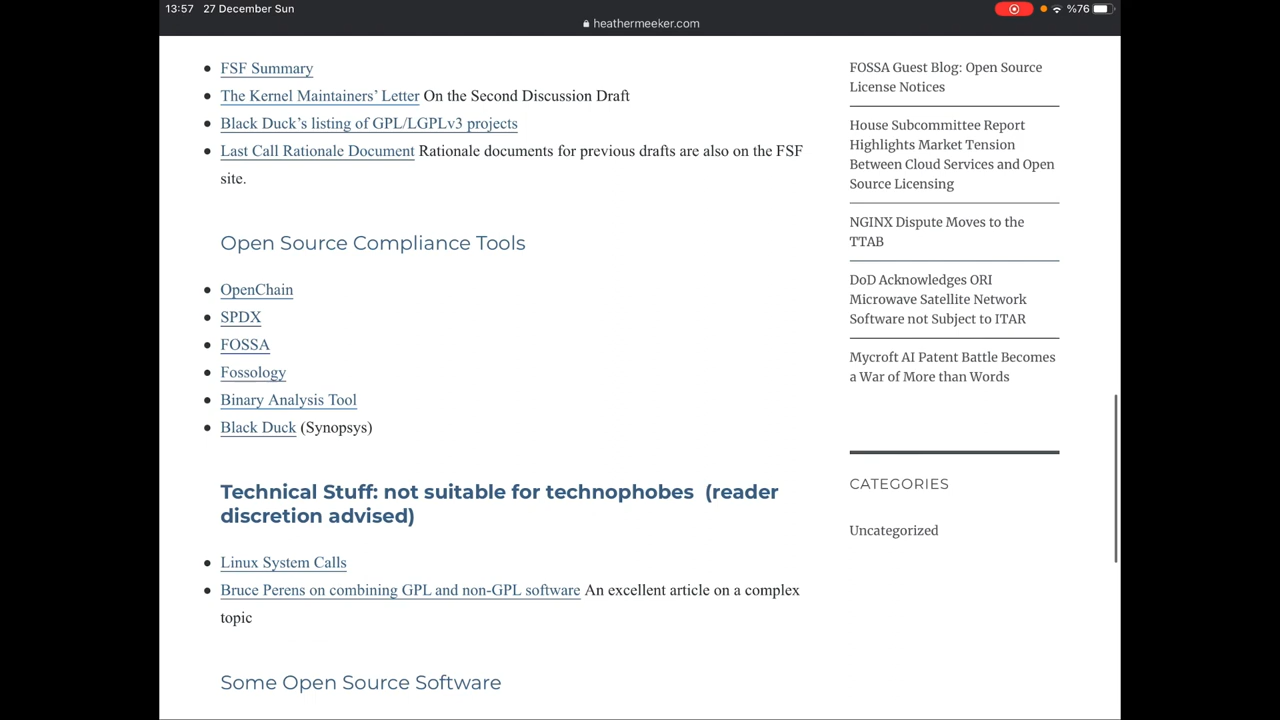 13:57 27 December Sun
%76
heathermeeker.com
FSF Summary
The Kernel Maintainers’ Letter On the Second Discussion Draft
Black Duck’s listing of GPL/LGPLv3 projects
Last Call Rationale Document Rationale documents for previous drafts are also on the FSF
site.
Open Source Compliance Tools
OpenChain
SPDX
FOSSA
Fossology
Binary Analysis Tool
Black Duck (Synopsys)
Technical Stuff: not suitable for technophobes (reader
discretion advised)
Linux System Calls
Bruce Perens on combining GPL and non-GPL software An excellent article on a complex
topic
Some Open Source Software
FOSSA Guest Blog: Open Source
License Notices
House Subcommittee Report
Highlights Market Tension
Between Cloud Services and Open
Source Licensing
NGINX Dispute Moves to the
TTAB
DoD Acknowledges ORI
Microwave Satellite Network
Software not Subject to ITAR
Mycroft AI Patent Battle Becomes
a War of More than Words
CATEGORIES
Uncategorized